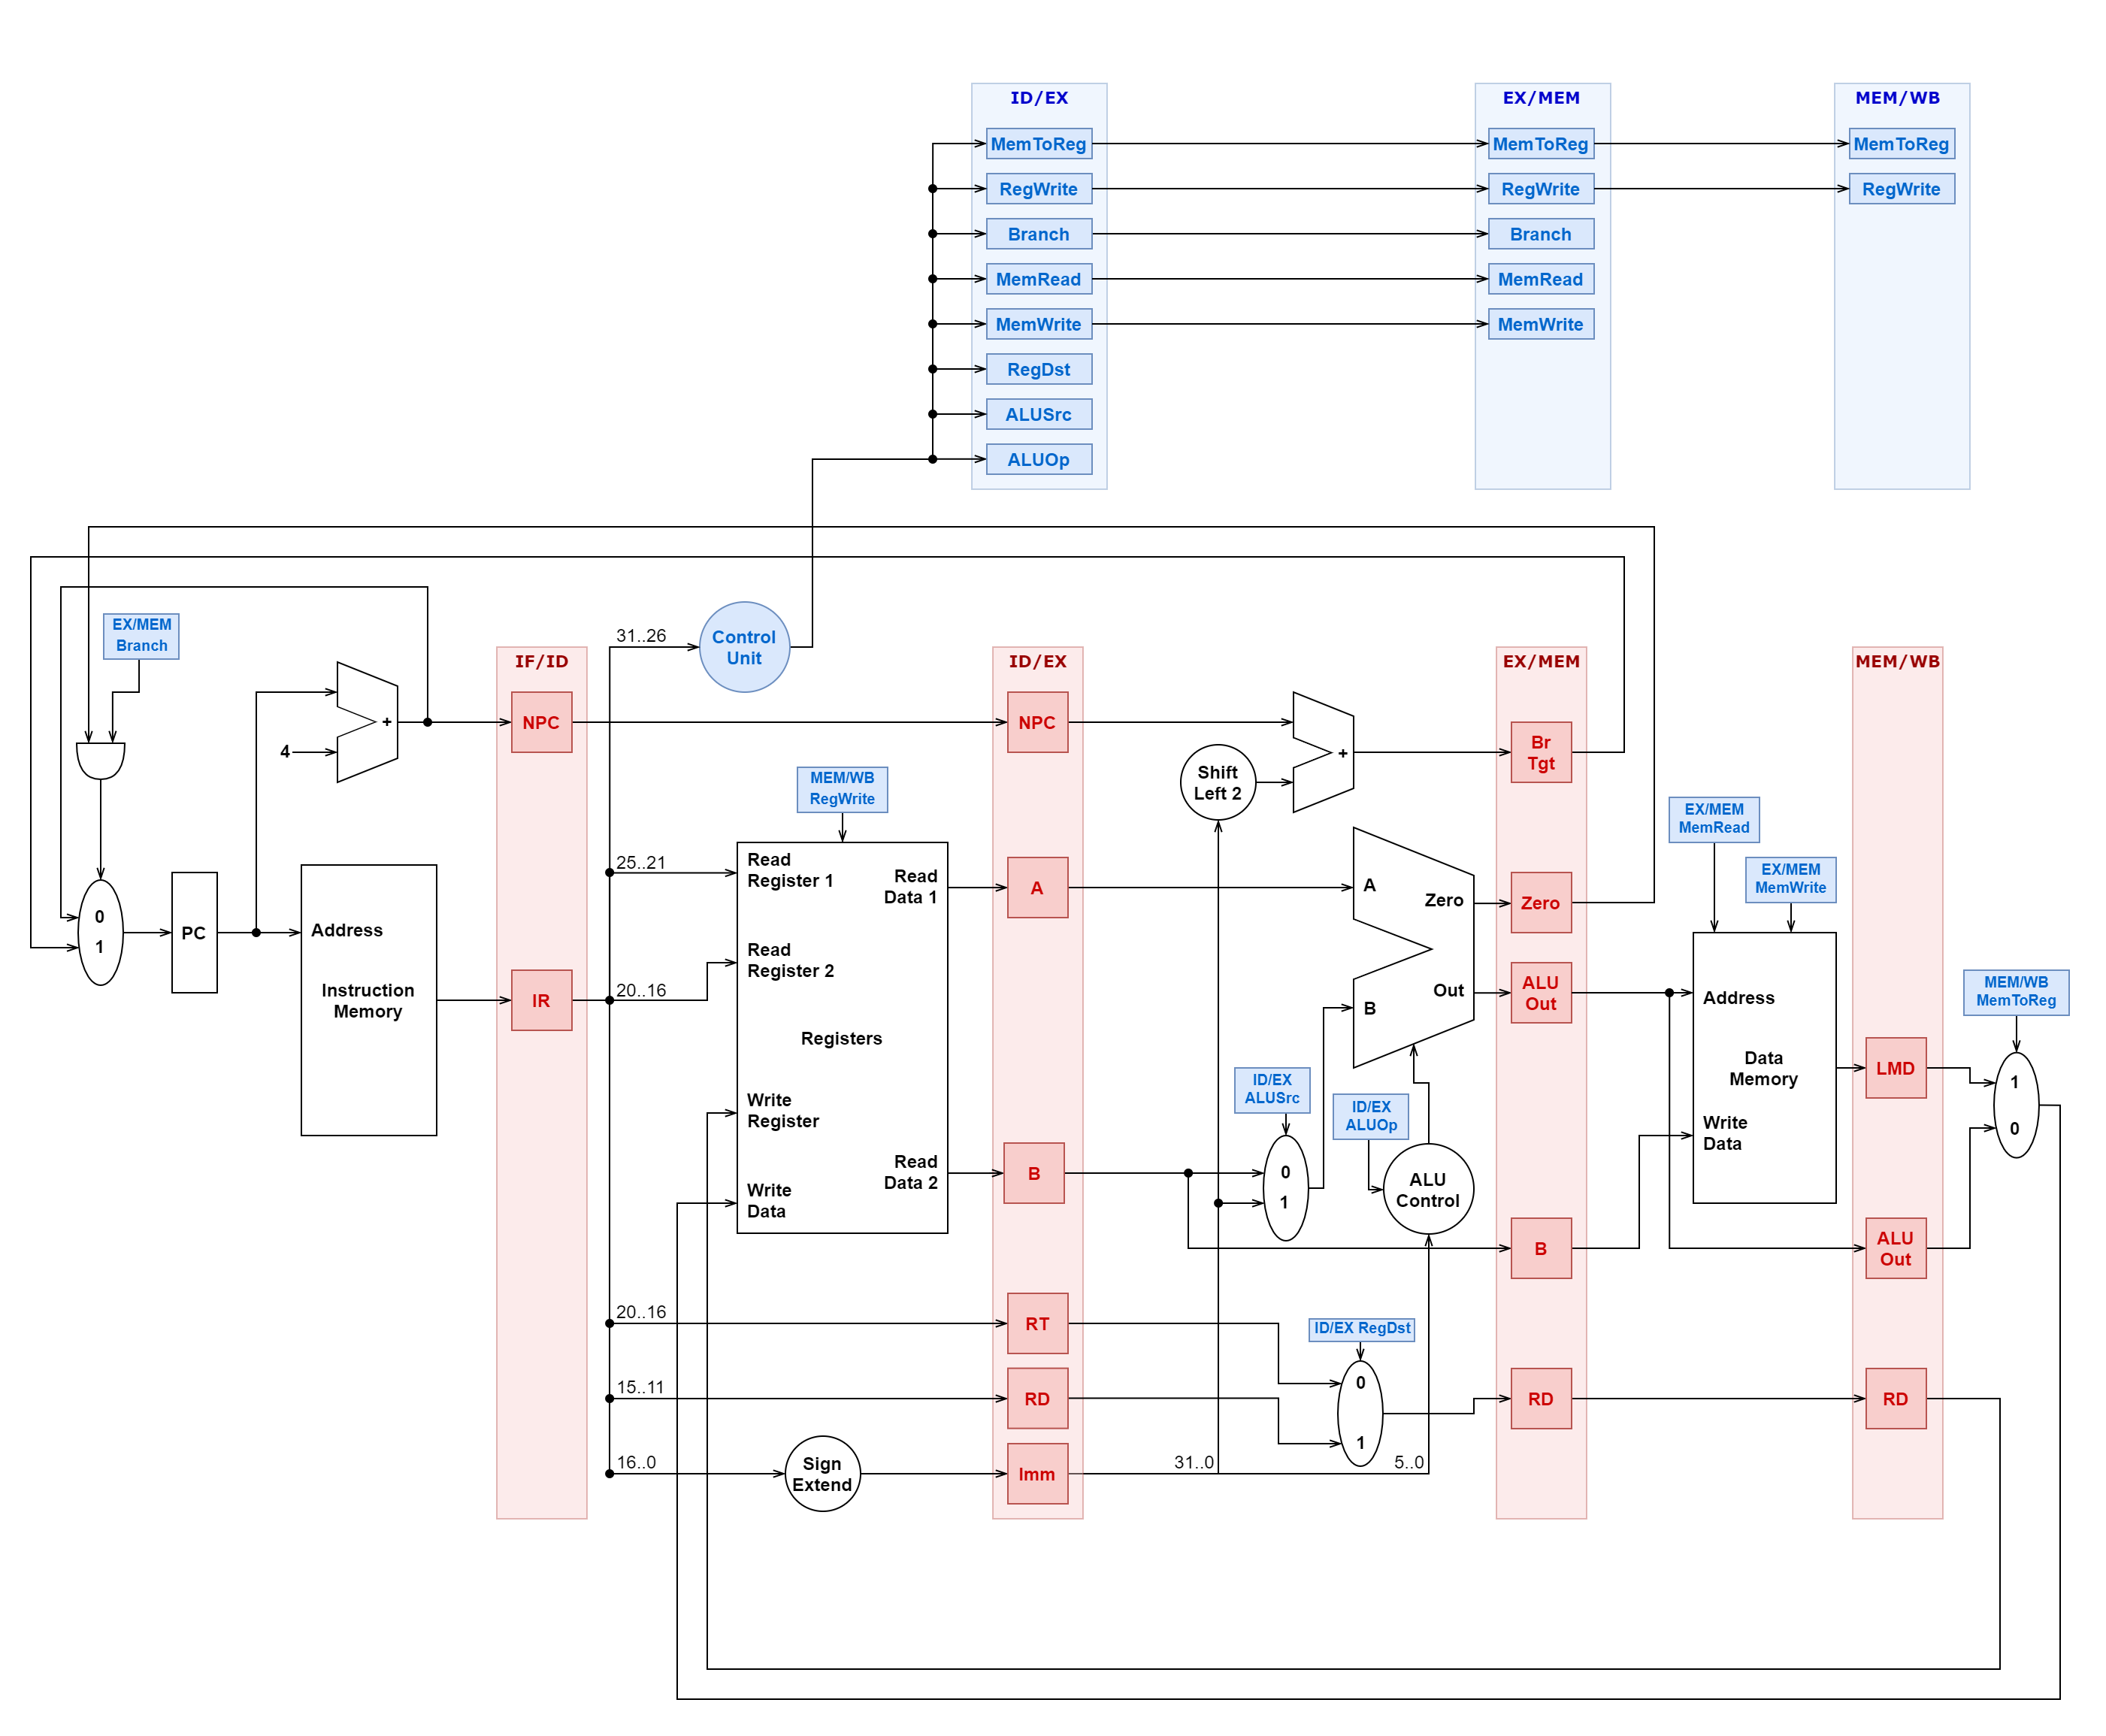 ID/EX
EX/MEM
MEM/WB
MemToReg
MemToReg
MemToReg
RegWrite
RegWrite
RegWrite
Branch
Branch
MemRead
MemRead
MemWrite
MemWrite
RegDst
ALUSrc
ALUOp
EX/MEM
Branch
31..26
Control
Unit
IF/ID
ID/EX
EX/MEM
MEM/WB
+
4
NPC
NPC
+
Br
Tgt
Shift
Left 2
MEM/WB
RegWrite
EX/MEM
MemRead
EX/MEM
MemWrite
0
1
PC
Address
Instruction
Memory
IR
25..21
20..16
Read
Register 1
Read
Data 1
Read
Register 2
Registers
Write
Register
Read
Data 2
Write
Data
A
B
A
Zero
Out
B
Zero
ALU
Out
Address
Data
Memory
Write
Data
MEM/WB
MemToReg
LMD
1
0
ID/EX
ALUSrc
ID/EX
ALUOp
0
1
ALU
Control
B
ALU
Out
20..16
RT
ID/EX RegDst
15..11
RD
0
1
RD
RD
16..0
Sign
Extend
Imm
31..0
5..0